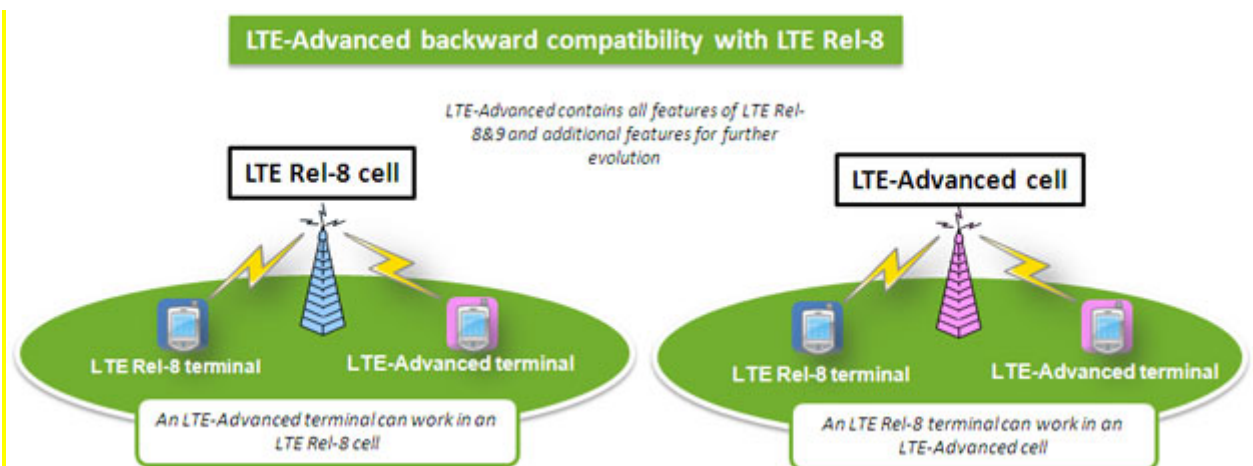 LTE-Advanced backward compatibility with LTE Rel-8
LTE-Advanced contains all features of LTE Rel-
8&9 and additional features for further
evolution
LTE Rel-8 cell
LTE-Advanced cell
LTE Rel-8 terminal
LTE-Advanced terminal
LTE Rel-8 terminal
LTE-Advanced terminal
An LTE-Advanced terminal can work in an
LTE Rel-8 cell
An LTE Rel-8 terminal can work in an
LTE-Advanced cell